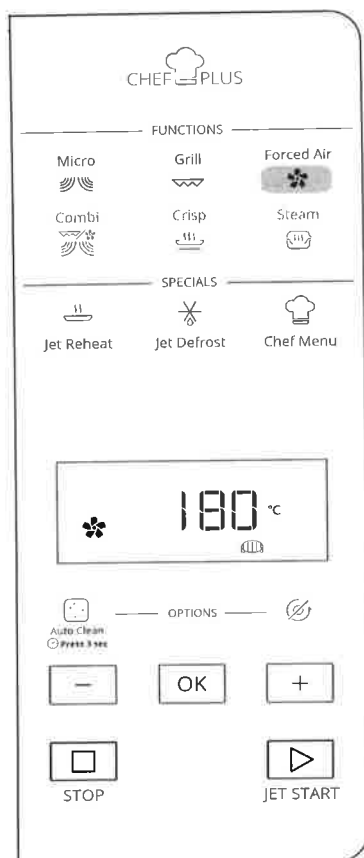 CHEF PLUS
FUNCTIONS
Micro Grill Forced Air
Combi Crisp Steam
SPECIALS
Jet Reheat Jet Defrost Chef Menu
180 °C
OPTIONS
Auto Clean
Press 3 sec
- OK +
STOP JET START